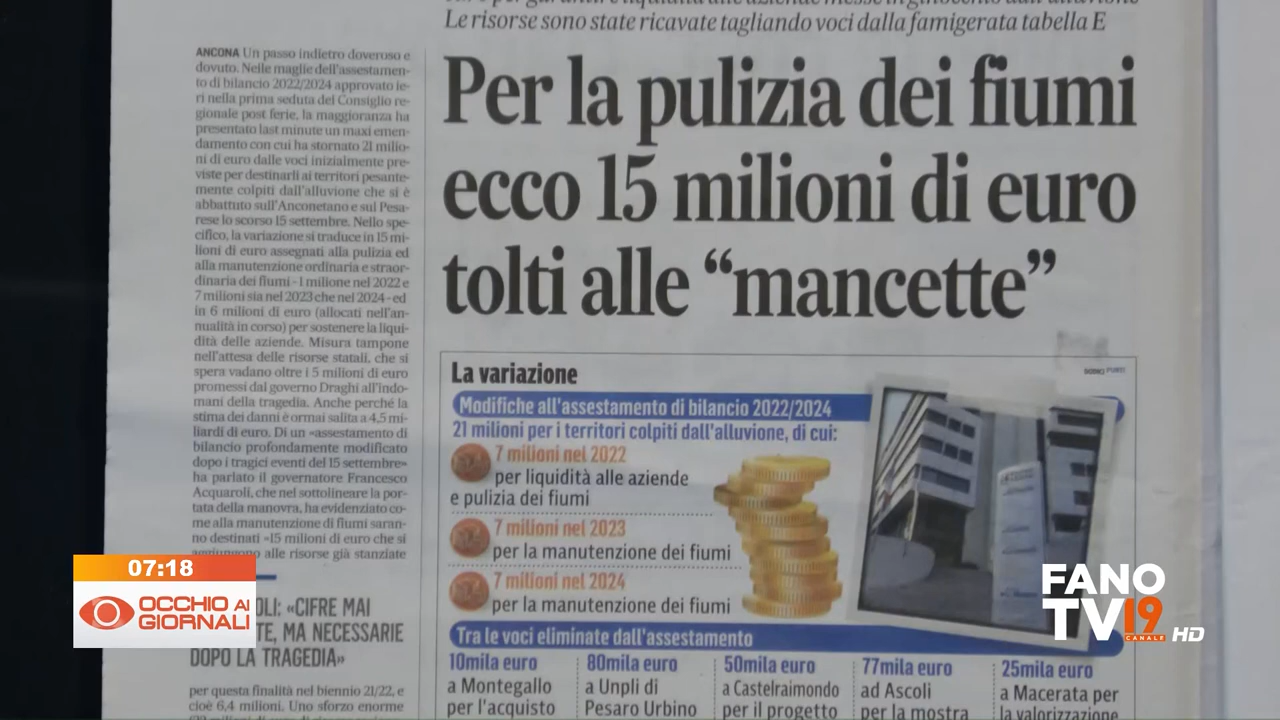 Le risorse sono state ricavate tagliando voci dalla famigerata tabella E
Per la pulizia dei fiumi
ecco 15 milioni di euro
tolti alle “mancette”
ANCONA Un passo indietro doveroso e
dovuto. Nelle maglie dell'assestamen-
to di bilancio 2022/2024 approvato ie-
ri nella prima seduta del Consiglio re-
gionale post ferie, la maggioranza ha
presentato last minute un maxi emen-
damento con cui ha stornato 21 milio-
ni di euro dalle voci inizialmente pre-
viste per destinarli ai territori pesante-
mente colpiti dall'alluvione che si è
abbattuto sull'Anconetano e sul Pesa-
rese lo scorso 15 settembre. Nello spe-
cifico, la variazione si traduce in 15 mi-
lioni di euro assegnati alla pulizia ed
alla manutenzione ordinaria e straor-
dinaria dei fiumi - 1 milione nel 2022 e
7 milioni sia nel 2023 che nel 2024 - ed
in 6 milioni di euro (allocati nell'an-
nualità in corso) per sostenere la liqui-
dità delle aziende. Misura tampone
nell'attesa delle risorse statali, che si
spera vadano oltre i 5 milioni di euro
promessi dal governo Draghi all'indo-
mani della tragedia. Anche perché la
stima dei danni è ormai salita a 4,5 mi-
liardi di euro. Di un «assestamento di
bilancio profondamente modificato
dopo i tragici eventi del 15 settembre»
ha parlato il governatore Francesco
Acquaroli, che nel sottolineare la por-
tata della manovra, ha evidenziato co-
me alla manutenzione di fiumi saran-
no destinati «15 milioni di euro che si
aggiungono alle risorse già stanziate
OLI: «CIFRE MAI
TE, MA NECESSARIE
DOPO LA TRAGEDIA»
per questa finalità nel biennio 21/22, e
cioè 6,4 milioni. Uno sforzo enorme
La variazione
Modifiche all'assestamento di bilancio 2022/2024
21 milioni per i territori colpiti dall'alluvione, di cui:
7 milioni nel 2022
per liquidità alle aziende
e pulizia dei fiumi
7 milioni nel 2023
per la manutenzione dei fiumi
7 milioni nel 2024
per la manutenzione dei fiumi
Tra le voci eliminate dall'assestamento
10mila euro
a Montegallo
per l'acquisto
80mila euro
a Unpli di
Pesaro Urbino
50mila euro
a Castelraimondo
per il progetto
77mila euro
ad Ascoli
per la mostra
25mila euro
a Macerata per
la valorizzazione
07:18
OCCHIO AI
GIORNALI
FANO
TV19
CANALE HD